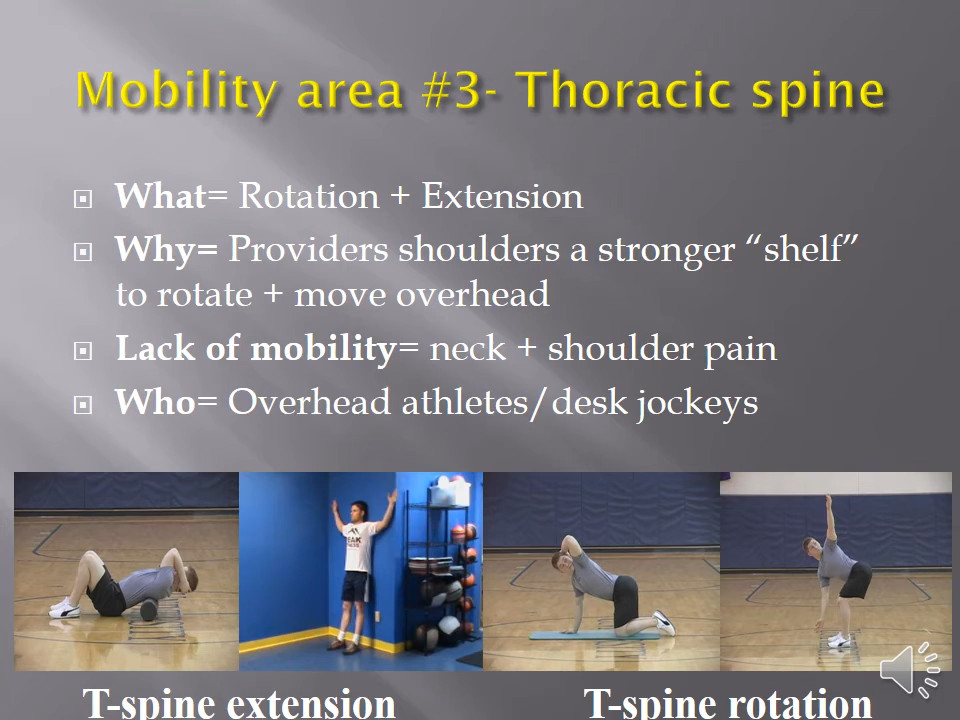 Mobility area #3- Thoracic spine
What= Rotation + Extension
Why= Providers shoulders a stronger “shelf”
to rotate + move overhead
Lack of mobility= neck + shoulder pain
Who= Overhead athletes/desk jockeys
T-spine extension
T-spine rotation